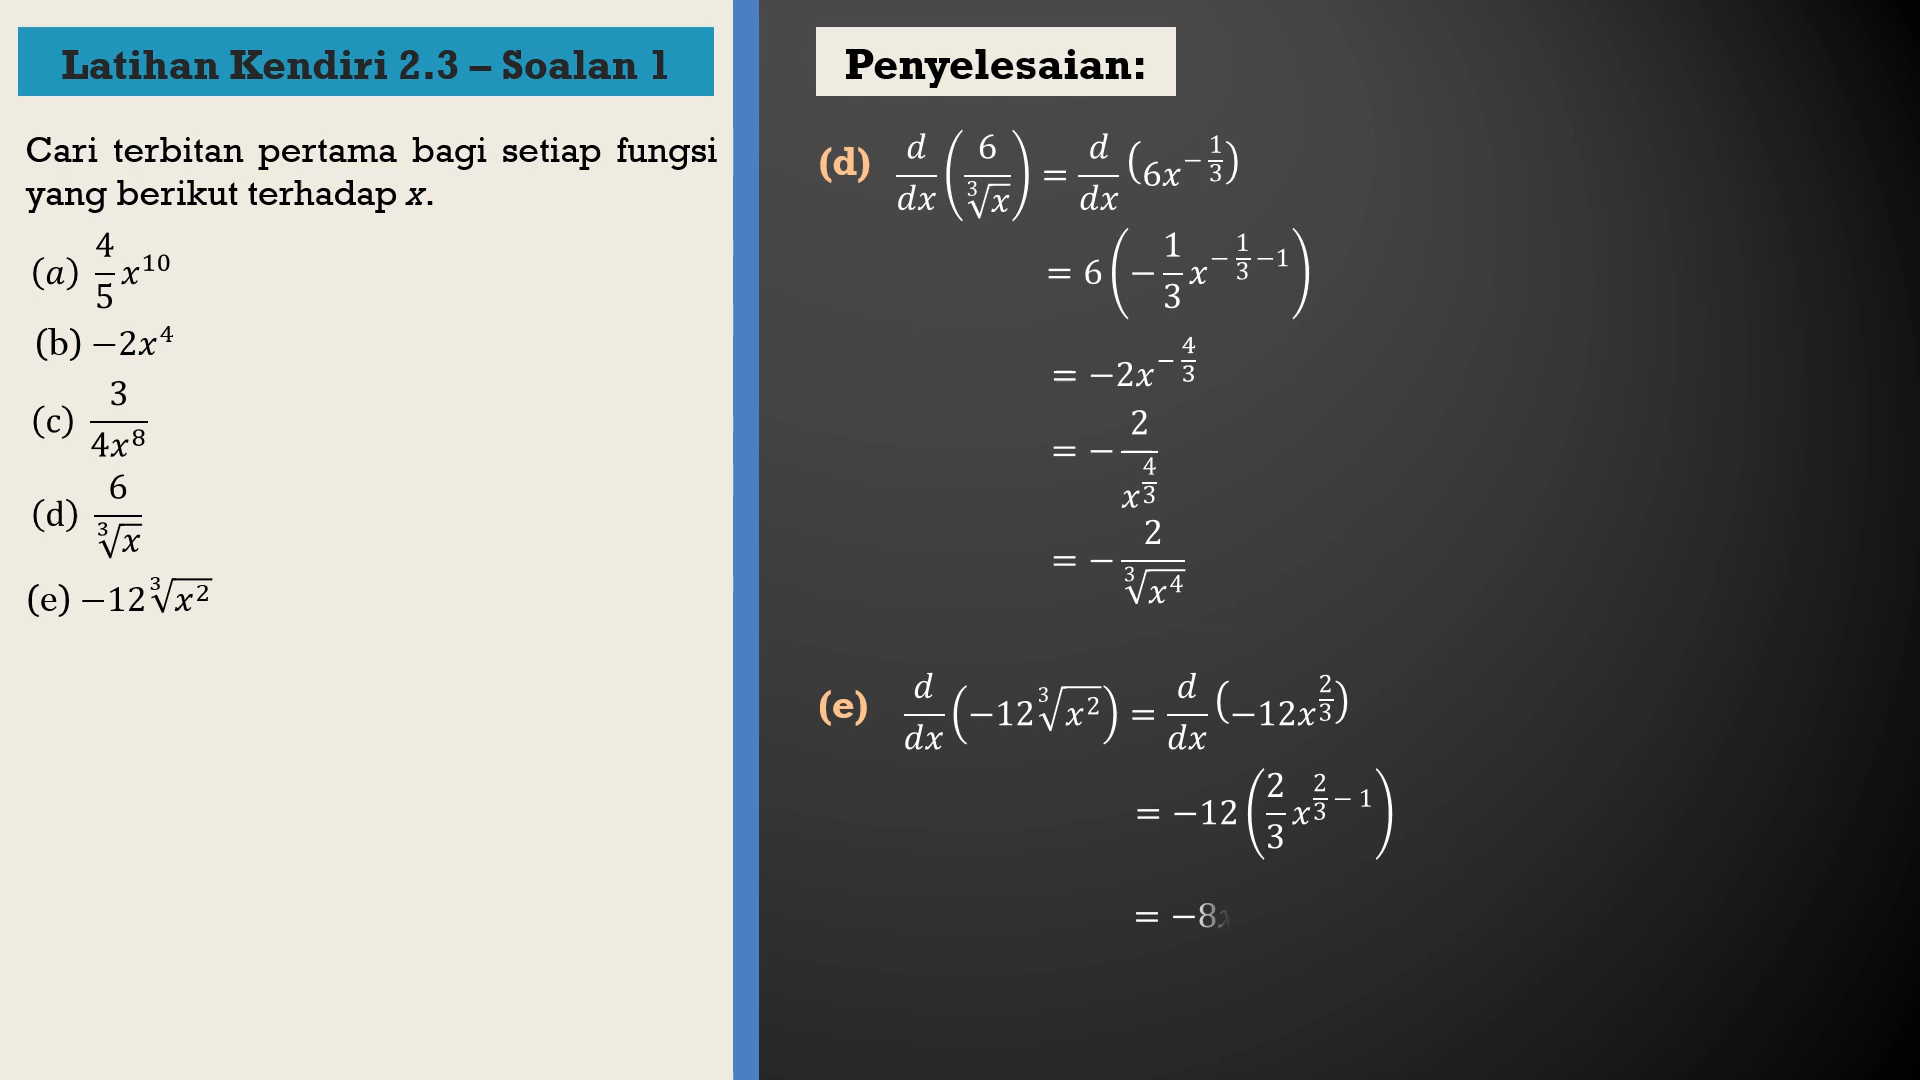 Latihan Kendiri 2.3 – Soalan 1
Cari terbitan pertama bagi setiap fungsi
yang berikut terhadap x.
(a) 4/5 x^10
(b) −2x^4
(c) 3/(4x^8)
(d) 6/∛x
(e) −12∛(x^2)
Penyelesaian:
(d) d/dx (6/∛x) = d/dx (6x^(−1/3))
= 6(−1/3 x^(−1/3−1))
= −2x^(−4/3)
= −2/x^(4/3)
= −2/∛(x^4)
(e) d/dx (−12∛(x^2)) = d/dx (−12x^(2/3))
= −12(2/3 x^(2/3−1))
= −8x